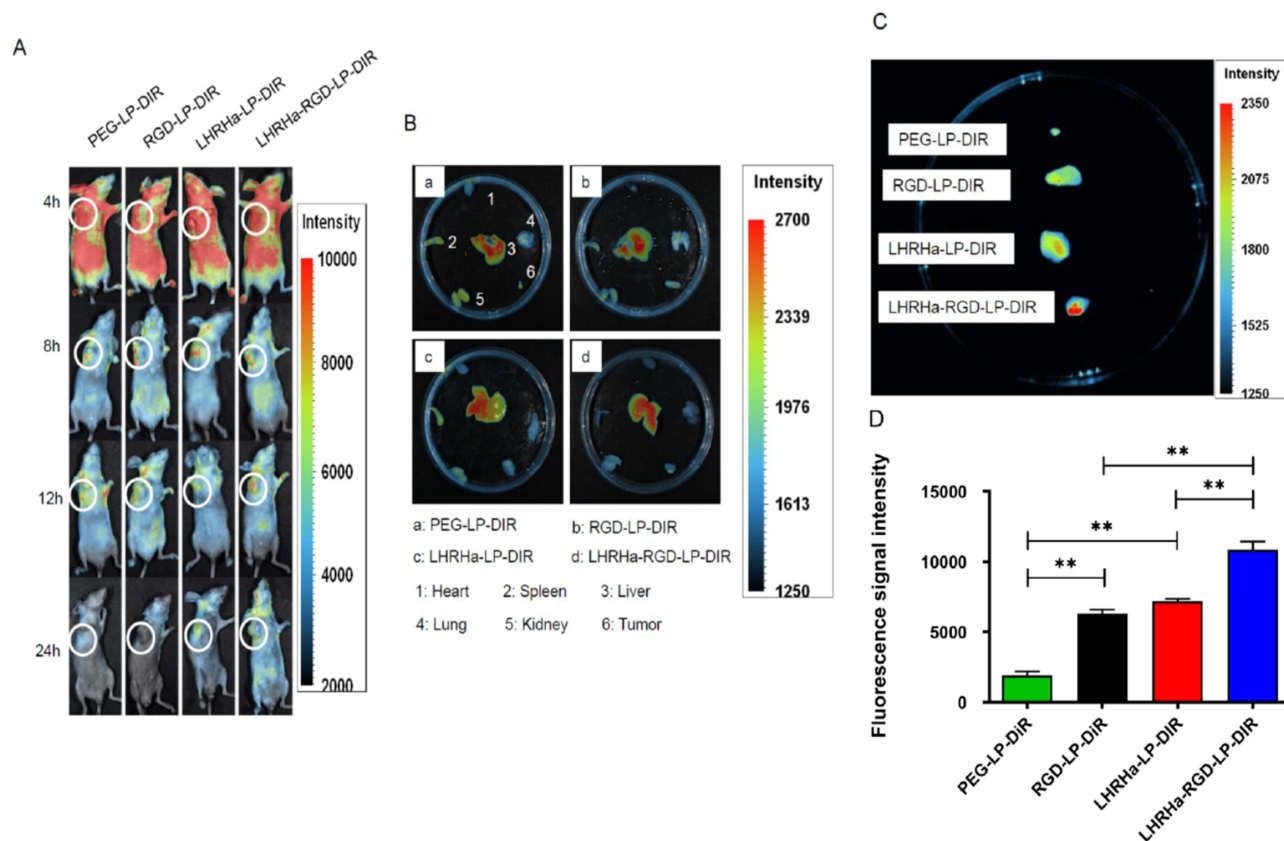 A
PEG-LP-DIR
RGD-LP-DIR
LHRHa-LP-DIR
LHRHa-RGD-LP-DIR
4h
8h
12h
24h
Intensity
10000
8000
6000
4000
2000
B
a
1
2
3
4
5
6
b
c
d
Intensity
2700
2339
1976
1613
1250
a: PEG-LP-DIR b: RGD-LP-DIR
c: LHRHa-LP-DIR d: LHRHa-RGD-LP-DIR
1: Heart 2: Spleen 3: Liver
4: Lung 5: Kidney 6: Tumor
C
PEG-LP-DIR
RGD-LP-DIR
LHRHa-LP-DIR
LHRHa-RGD-LP-DIR
Intensity
2350
2075
1800
1525
1250
D
Fluorescence signal intensity
15000
10000
5000
0
**
**
**
**
PEG-LP-DiR
RGD-LP-DIR
LHRHa-LP-DIR
LHRHa-RGD-LP-DIR